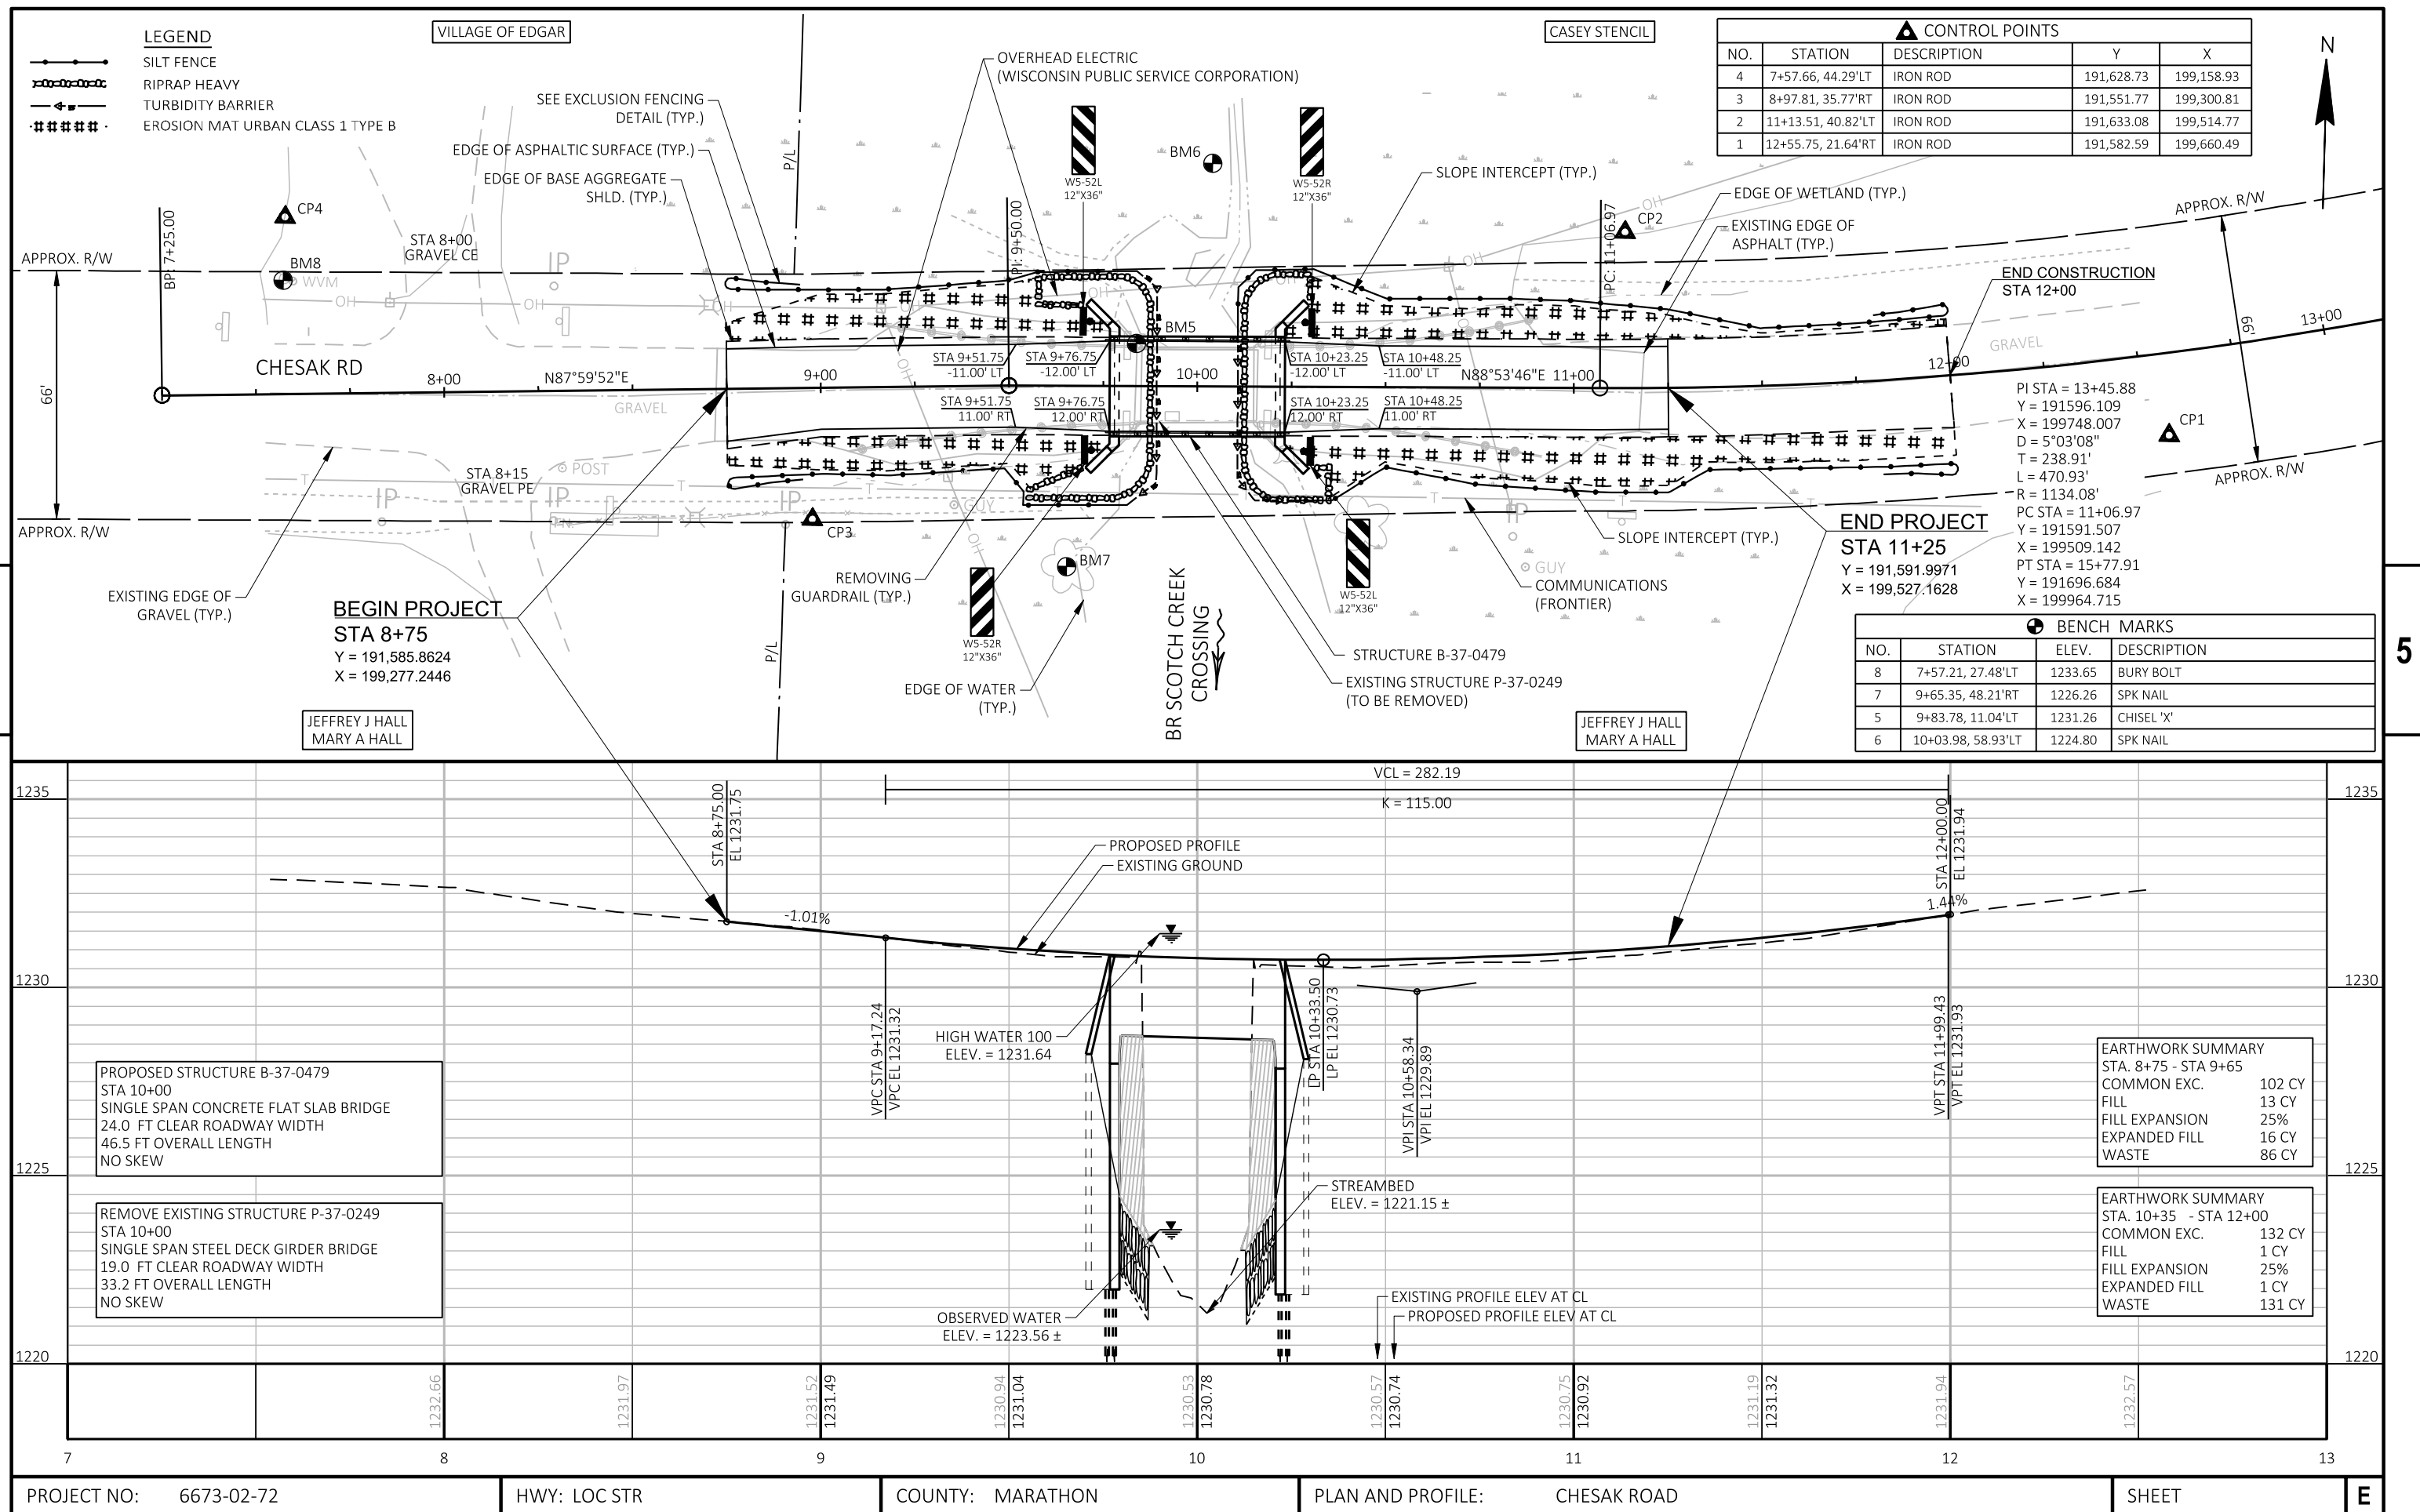 LEGEND
SILT FENCE
RIPRAP HEAVY
TURBIDITY BARRIER
EROSION MAT URBAN CLASS 1 TYPE B
VILLAGE OF EDGAR
CASEY STENCIL
CONTROL POINTS
NO. STATION DESCRIPTION Y X
4 7+57.66, 44.29'LT IRON ROD 191,628.73 199,158.93
3 8+97.81, 35.77'RT IRON ROD 191,551.77 199,300.81
2 11+13.51, 40.82'LT IRON ROD 191,633.08 199,514.77
1 12+55.75, 21.64'RT IRON ROD 191,582.59 199,660.49
N
OVERHEAD ELECTRIC
(WISCONSIN PUBLIC SERVICE CORPORATION)
SEE EXCLUSION FENCING
DETAIL (TYP.)
EDGE OF ASPHALTIC SURFACE (TYP.)
EDGE OF BASE AGGREGATE
SHLD. (TYP.)
P/L
BM6
W5-52L
12"X36"
W5-52R
12"X36"
SLOPE INTERCEPT (TYP.)
EDGE OF WETLAND (TYP.)
EXISTING EDGE OF
ASPHALT (TYP.)
CP4
CP2
BM8
WVM
STA 8+00
GRAVEL CE
IP
APPROX. R/W
APPROX. R/W
BP: 7+25.00
PI: 9+50.00
PC: 11+06.97
OH
OH
OH
OH
OH
OH
OH
END CONSTRUCTION
STA 12+00
66'
66'
13+00
GRAVEL
12+00
BM5
CHESAK RD
8+00
N87°59'52"E
9+00
STA 9+51.75
-11.00' LT
STA 9+76.75
-12.00' LT
10+00
STA 10+23.25
-12.00' LT
STA 10+48.25
-11.00' LT
N88°53'46"E
11+00
GRAVEL
STA 9+51.75
11.00' RT
STA 9+76.75
12.00' RT
STA 10+23.25
12.00' RT
STA 10+48.25
11.00' RT
PI STA = 13+45.88
Y = 191596.109
X = 199748.007
D = 5°03'08"
T = 238.91'
L = 470.93'
R = 1134.08'
PC STA = 11+06.97
Y = 191591.507
X = 199509.142
PT STA = 15+77.91
Y = 191696.684
X = 199964.715
CP1
STA 8+15
GRAVEL PE
POST
T
T
T
T
T
T
IP
IP
IP
GUY
OH
APPROX. R/W
APPROX. R/W
CP3
BM7
GUY
W5-52R
12"X36"
W5-52L
12"X36"
EXISTING EDGE OF
GRAVEL (TYP.)
BEGIN PROJECT
STA 8+75
Y = 191,585.8624
X = 199,277.2446
REMOVING
GUARDRAIL (TYP.)
P/L
EDGE OF WATER
(TYP.)
BR SCOTCH CREEK
CROSSING
SLOPE INTERCEPT (TYP.)
COMMUNICATIONS
(FRONTIER)
STRUCTURE B-37-0479
EXISTING STRUCTURE P-37-0249
(TO BE REMOVED)
END PROJECT
STA 11+25
Y = 191,591.9971
X = 199,527.1628
JEFFREY J HALL
MARY A HALL
JEFFREY J HALL
MARY A HALL
BENCH MARKS
NO. STATION ELEV. DESCRIPTION
8 7+57.21, 27.48'LT 1233.65 BURY BOLT
7 9+65.35, 48.21'RT 1226.26 SPK NAIL
5 9+83.78, 11.04'LT 1231.26 CHISEL 'X'
6 10+03.98, 58.93'LT 1224.80 SPK NAIL
5
VCL = 282.19
K = 115.00
1235
1235
1230
1230
1225
1225
1220
1220
STA 8+75.00
EL 1231.75
-1.01%
PROPOSED PROFILE
EXISTING GROUND
STA 12+00.00
EL 1231.94
1.44%
VPC STA 9+17.24
VPC EL 1231.32
HIGH WATER 100
ELEV. = 1231.64
LP STA 10+33.50
LP EL 1230.73
VPI STA 10+58.34
VPI EL 1229.89
VPT STA 11+99.43
VPT EL 1231.93
PROPOSED STRUCTURE B-37-0479
STA 10+00
SINGLE SPAN CONCRETE FLAT SLAB BRIDGE
24.0 FT CLEAR ROADWAY WIDTH
46.5 FT OVERALL LENGTH
NO SKEW
REMOVE EXISTING STRUCTURE P-37-0249
STA 10+00
SINGLE SPAN STEEL DECK GIRDER BRIDGE
19.0 FT CLEAR ROADWAY WIDTH
33.2 FT OVERALL LENGTH
NO SKEW
STREAMBED
ELEV. = 1221.15 ±
OBSERVED WATER
ELEV. = 1223.56 ±
EXISTING PROFILE ELEV AT CL
PROPOSED PROFILE ELEV AT CL
EARTHWORK SUMMARY
STA. 8+75 - STA 9+65
COMMON EXC. 102 CY
FILL 13 CY
FILL EXPANSION 25%
EXPANDED FILL 16 CY
WASTE 86 CY
EARTHWORK SUMMARY
STA. 10+35 - STA 12+00
COMMON EXC. 132 CY
FILL 1 CY
FILL EXPANSION 25%
EXPANDED FILL 1 CY
WASTE 131 CY
1232.66
1231.97
1231.52
1231.49
1230.94
1231.04
1230.53
1230.78
1230.57
1230.74
1230.75
1230.92
1231.19
1231.32
1231.94
1232.57
7 8 9 10 11 12 13
PROJECT NO: 6673-02-72 HWY: LOC STR COUNTY: MARATHON PLAN AND PROFILE: CHESAK ROAD SHEET E